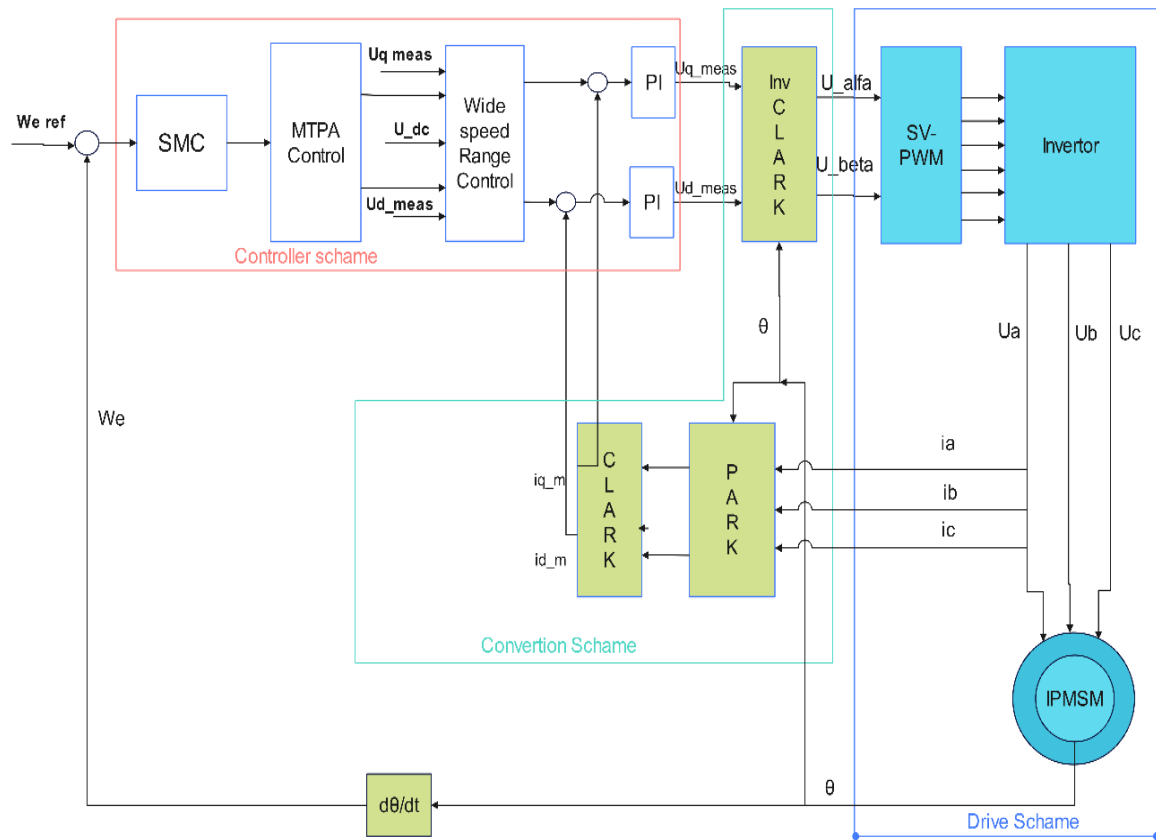 We ref
SMC
MTPA
Control
Uq meas
U_dc
Ud_meas
Wide
speed
Range
Control
PI
Uq_meas
PI
Ud_meas
Inv
C
L
A
R
K
U_alfa
U_beta
SV-
PWM
Invertor
Controller schame
θ
Ua
Ub
Uc
We
iq_m
id_m
C
L
A
R
K
P
A
R
K
ia
ib
ic
Convertion Schame
IPMSM
dθ/dt
θ
Drive Schame